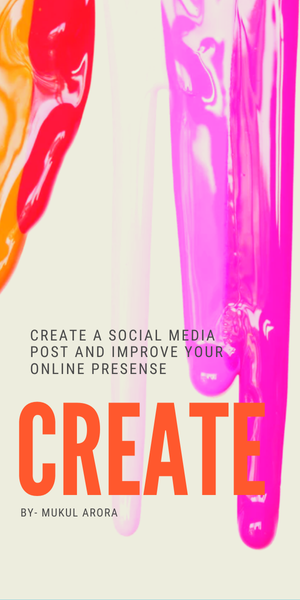 CREATE A SOCIAL MEDIA
POST AND IMPROVE YOUR
ONLINE PRESENSE
CREATE
BY- MUKUL ARORA